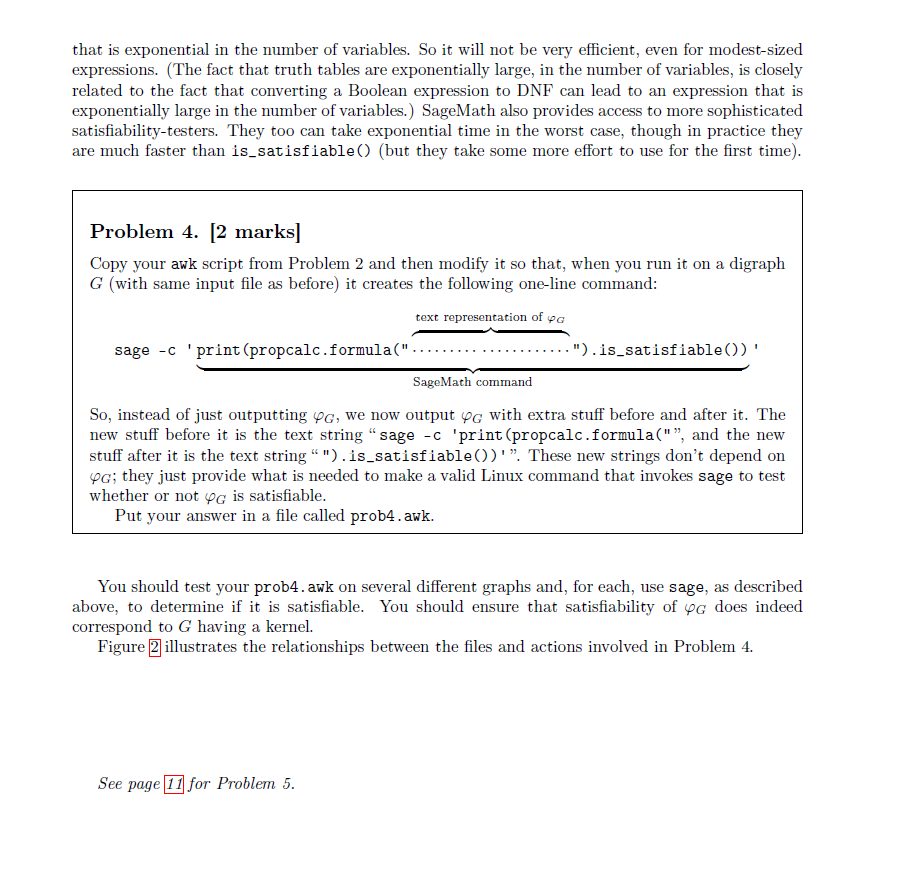 that is exponential in the number of variables. So it will not be very efficient, even for modest-sized
expressions. (The fact that truth tables are exponentially large, in the number of variables, is closely
related to the fact that converting a Boolean expression to DNF can lead to an expression that is
exponentially large in the number of variables.) SageMath also provides access to more sophisticated
satisfiability-testers. They too can take exponential time in the worst case, though in practice they
are much faster than is_satisfiable() (but they take some more effort to use for the first time).
Problem 4. [2 marks]
Copy your awk script from Problem 2 and then modify it so that, when you run it on a digraph
G (with same input file as before) it creates the following one-line command:
text representation of φG
sage -c 'print(propcalc.formula("····················").is_satisfiable())'
SageMath command
So, instead of just outputting φG, we now output φG with extra stuff before and after it. The
new stuff before it is the text string “sage -c 'print(propcalc.formula("”, and the new
stuff after it is the text string “").is_satisfiable())'”. These new strings don't depend on
φG; they just provide what is needed to make a valid Linux command that invokes sage to test
whether or not φG is satisfiable.
Put your answer in a file called prob4.awk.
You should test your prob4.awk on several different graphs and, for each, use sage, as described
above, to determine if it is satisfiable. You should ensure that satisfiability of φG does indeed
correspond to G having a kernel.
Figure 2 illustrates the relationships between the files and actions involved in Problem 4.
See page 11 for Problem 5.